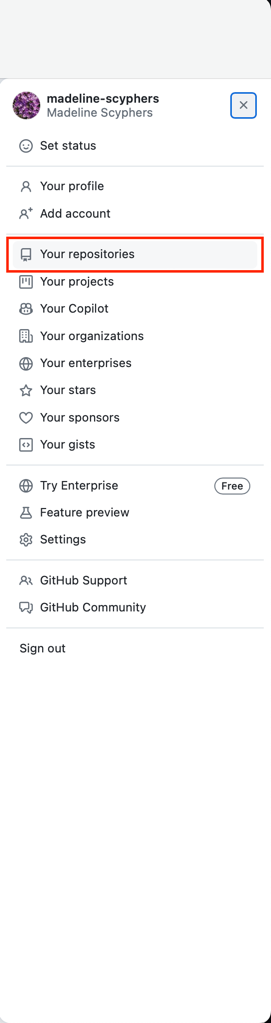 madeline-scyphers
Madeline Scyphers
Set status
Your profile
Add account
Your repositories
Your projects
Your Copilot
Your organizations
Your enterprises
Your stars
Your sponsors
Your gists
Try Enterprise Free
Feature preview
Settings
GitHub Support
GitHub Community
Sign out